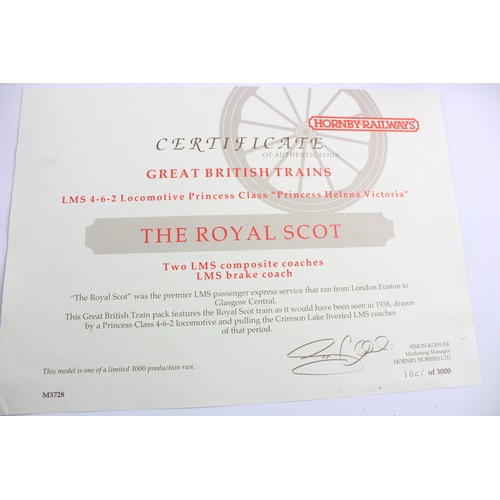 HORNBY RAILWAYS
CERTIFICATE
OF AUTHENTICATION
GREAT BRITISH TRAINS
LMS 4-6-2 Locomotive Princess Class "Princess Helena Victoria"
THE ROYAL SCOT
Two LMS composite coaches
LMS brake coach
"The Royal Scot" was the premier LMS passenger express service that ran from London Euston to
Glasgow Central.
This Great British Train pack features the Royal Scot train as it would have been seen in 1938, drawn
by a Princess Class 4-6-2 locomotive and pulling the Crimson Lake liveried LMS coaches
of that period.
SIMON KOHLER
Marketing Manager
HORNBY HOBBIES LTD
This model is one of a limited 3000 production run.
of 3000
M3728